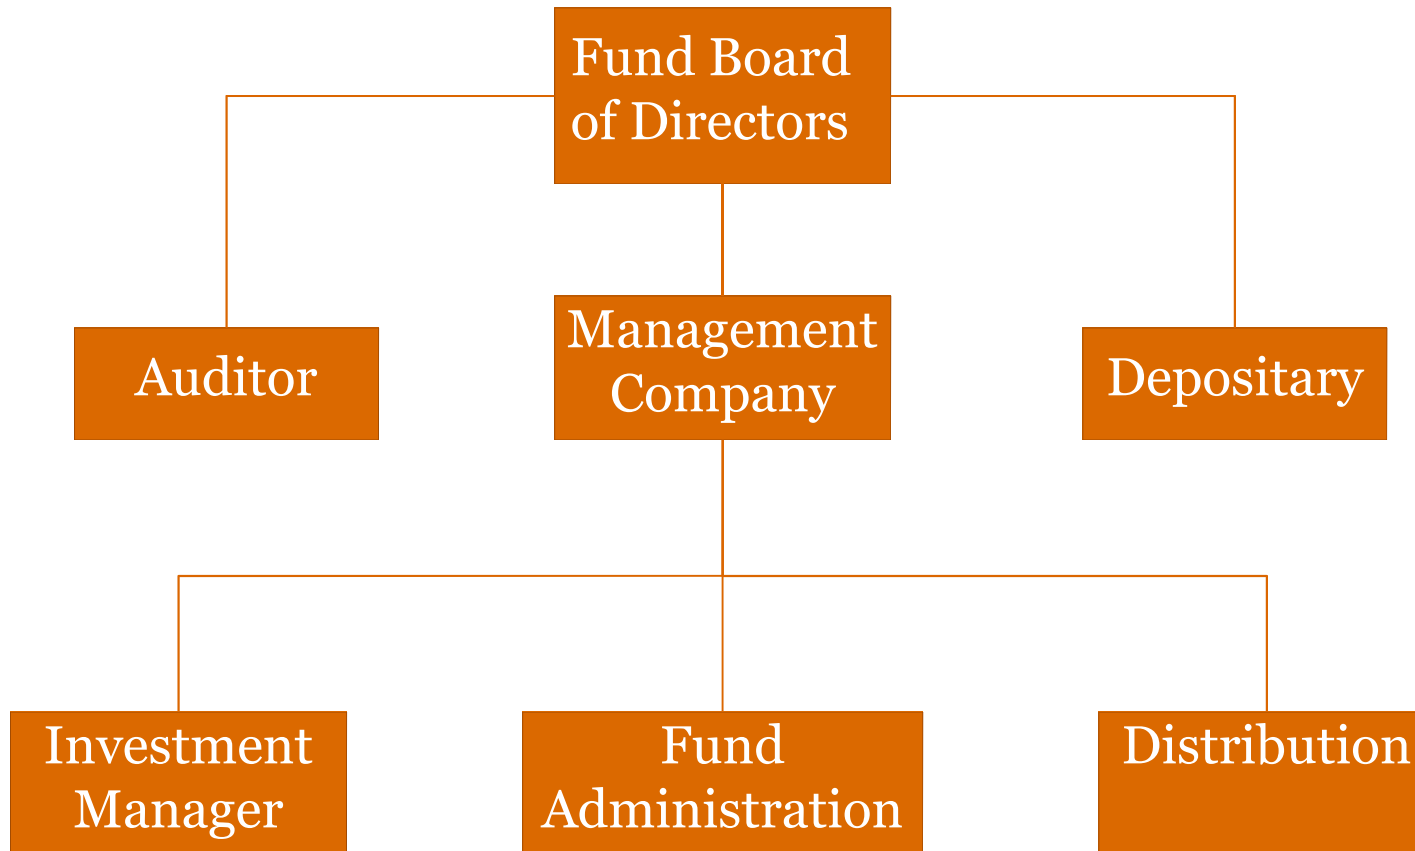 Fund Board
of Directors
Auditor
Management
Company
Depositary
Investment
Manager
Fund
Administration
Distribution